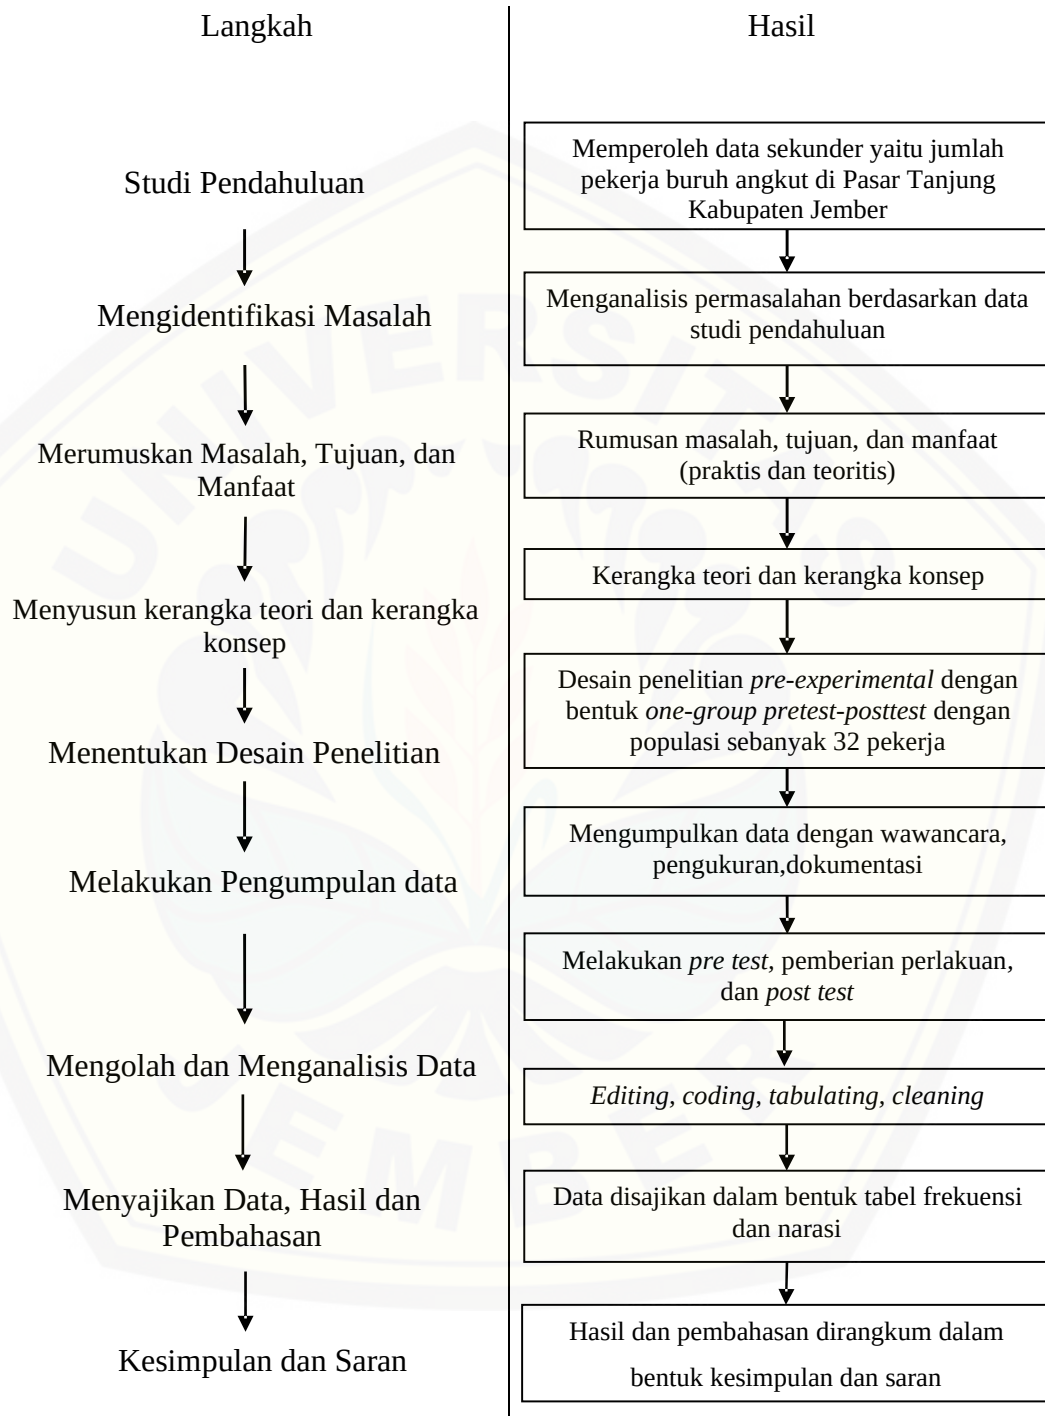 Langkah
Hasil
Studi Pendahuluan
Mengidentifikasi Masalah
Merumuskan Masalah, Tujuan, dan
Manfaat
Menyusun kerangka teori dan kerangka
konsep
Menentukan Desain Penelitian
Melakukan Pengumpulan data
Mengolah dan Menganalisis Data
Menyajikan Data, Hasil dan
Pembahasan
Kesimpulan dan Saran
Memperoleh data sekunder yaitu jumlah
pekerja buruh angkut di Pasar Tanjung
Kabupaten Jember
Menganalisis permasalahan berdasarkan data
studi pendahuluan
Rumusan masalah, tujuan, dan manfaat
(praktis dan teoritis)
Kerangka teori dan kerangka konsep
Desain penelitian pre-experimental dengan
bentuk one-group pretest-posttest dengan
populasi sebanyak 32 pekerja
Mengumpulkan data dengan wawancara,
pengukuran,dokumentasi
Melakukan pre test, pemberian perlakuan,
dan post test
Editing, coding, tabulating, cleaning
Data disajikan dalam bentuk tabel frekuensi
dan narasi
Hasil dan pembahasan dirangkum dalam
bentuk kesimpulan dan saran
UNIVERSITAS
JEMBER